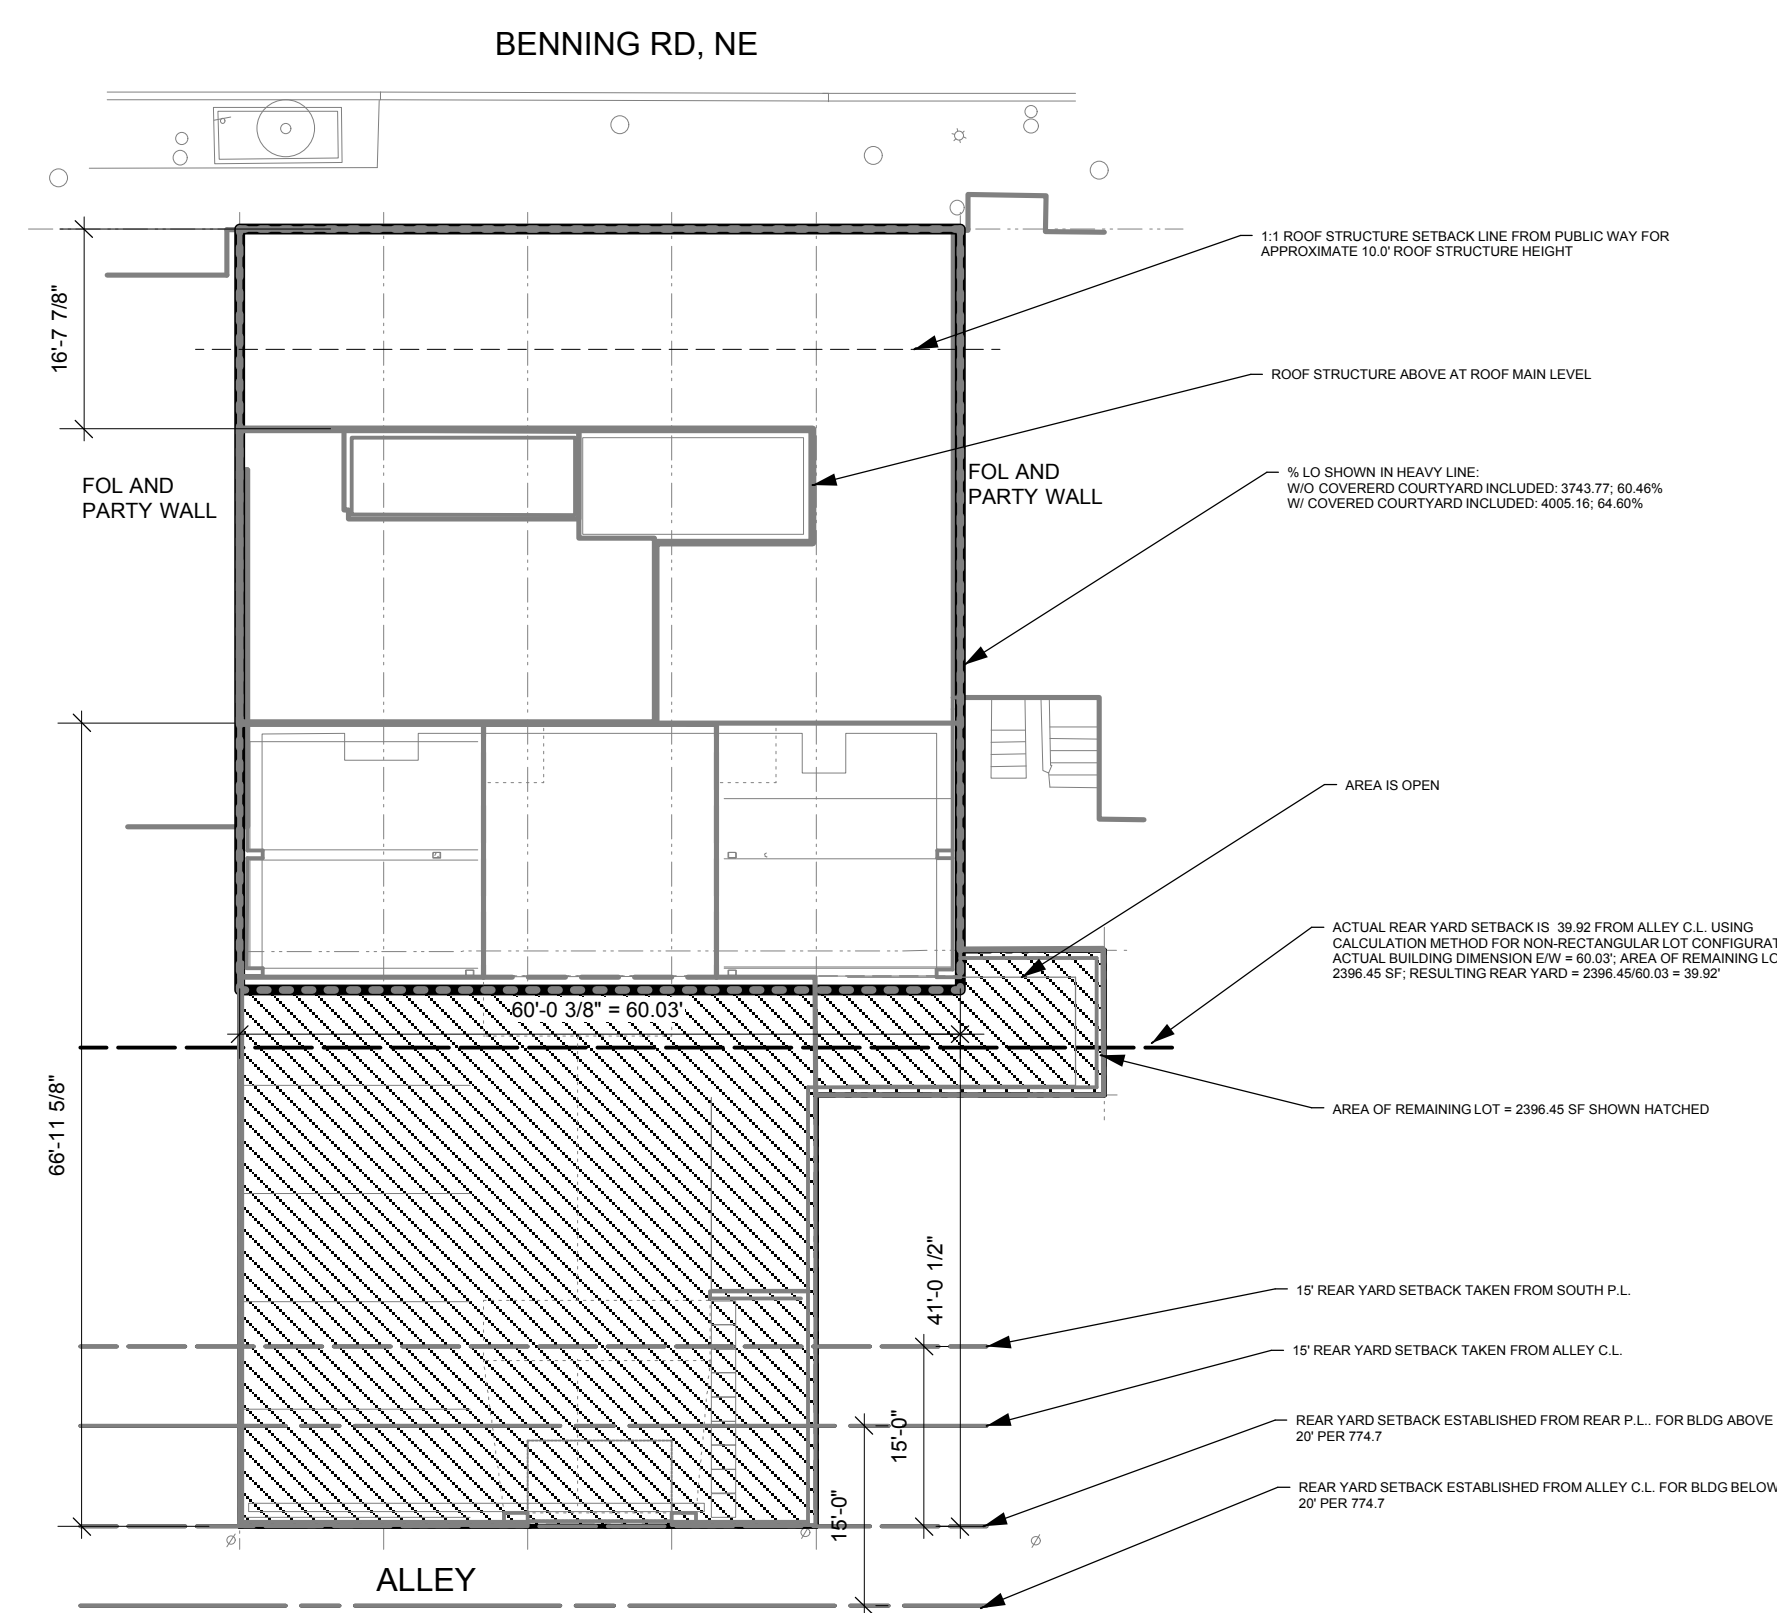 BENNING RD, NE
1:1 ROOF STRUCTURE SETBACK LINE FROM PUBLIC WAY FOR
APPROXIMATE 10.0' ROOF STRUCTURE HEIGHT
16'-7 7/8"
ROOF STRUCTURE ABOVE AT ROOF MAIN LEVEL
FOL AND
PARTY WALL
FOL AND
PARTY WALL
% LO SHOWN IN HEAVY LINE:
W/O COVERERD COURTYARD INCLUDED: 3743.77; 60.46%
W/ COVERED COURTYARD INCLUDED: 4005.16; 64.60%
AREA IS OPEN
ACTUAL REAR YARD SETBACK IS 39.92 FROM ALLEY C.L. USING
CALCULATION METHOD FOR NON-RECTANGULAR LOT CONFIGURAT
ACTUAL BUILDING DIMENSION E/W = 60.03'; AREA OF REMAINING LO
2396.45 SF; RESULTING REAR YARD = 2396.45/60.03 = 39.92'
60'-0 3/8" = 60.03'
66'-11 5/8"
AREA OF REMAINING LOT = 2396.45 SF SHOWN HATCHED
41'-0 1/2"
15' REAR YARD SETBACK TAKEN FROM SOUTH P.L.
15' REAR YARD SETBACK TAKEN FROM ALLEY C.L.
15'-0"
REAR YARD SETBACK ESTABLISHED FROM REAR P.L.. FOR BLDG ABOVE
20' PER 774.7
15'-0"
REAR YARD SETBACK ESTABLISHED FROM ALLEY C.L. FOR BLDG BELOW
20' PER 774.7
ALLEY